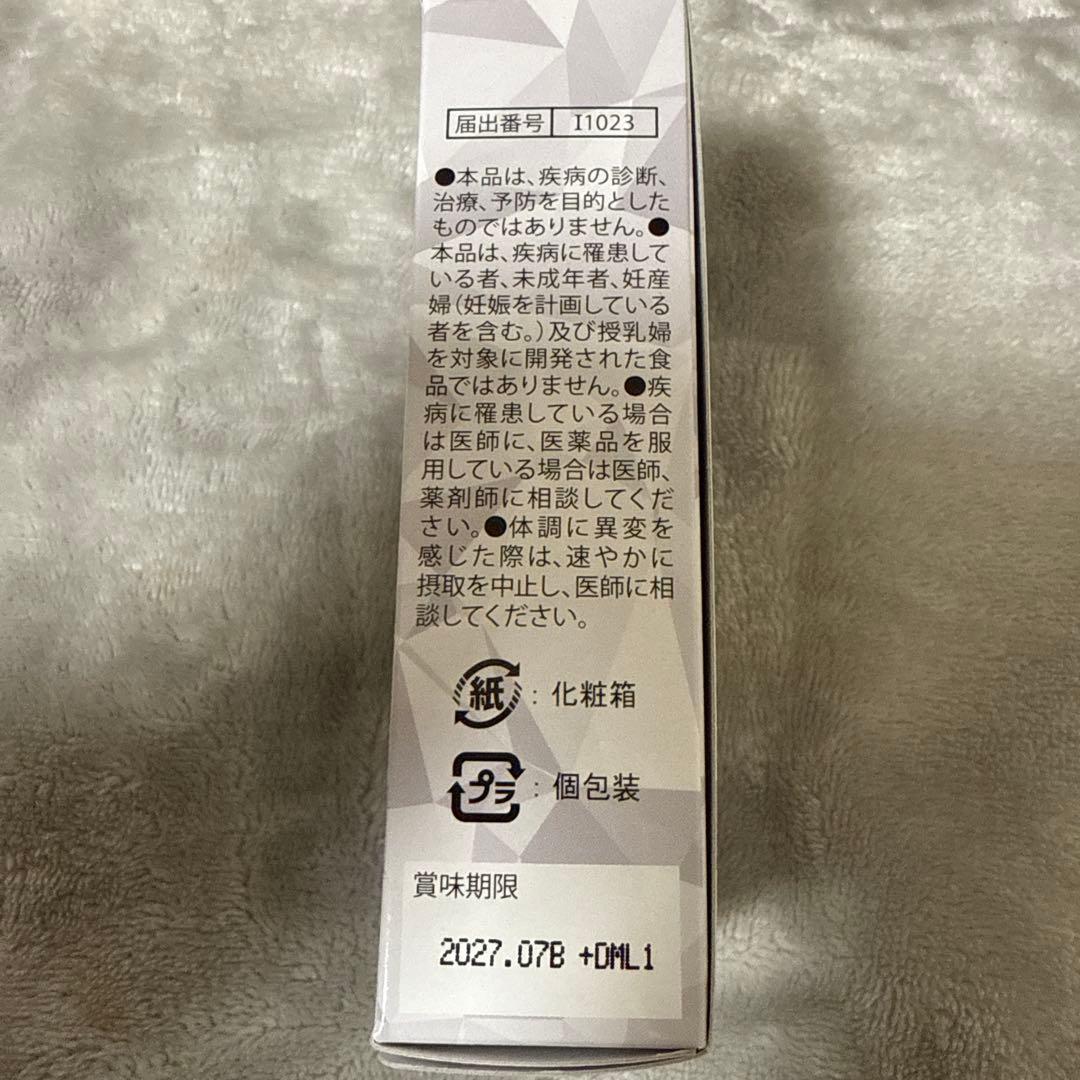 届出番号 I1023
●本品は、疾病の診断、
治療、予防を目的とした
ものではありません。●
本品は、疾病に罹患して
いる者、未成年者、妊産
婦(妊娠を計画している
者を含む。)及び授乳婦
を対象に開発された食
品ではありません。●疾
病に罹患している場合
は医師に、医薬品を服
用している場合は医師、
薬剤師に相談してくだ
さい。●体調に異変を
感じた際は、速やかに
摂取を中止し、医師に相
談してください。
紙 : 化粧箱
プラ : 個包装
賞味期限
2027.07B +DML1